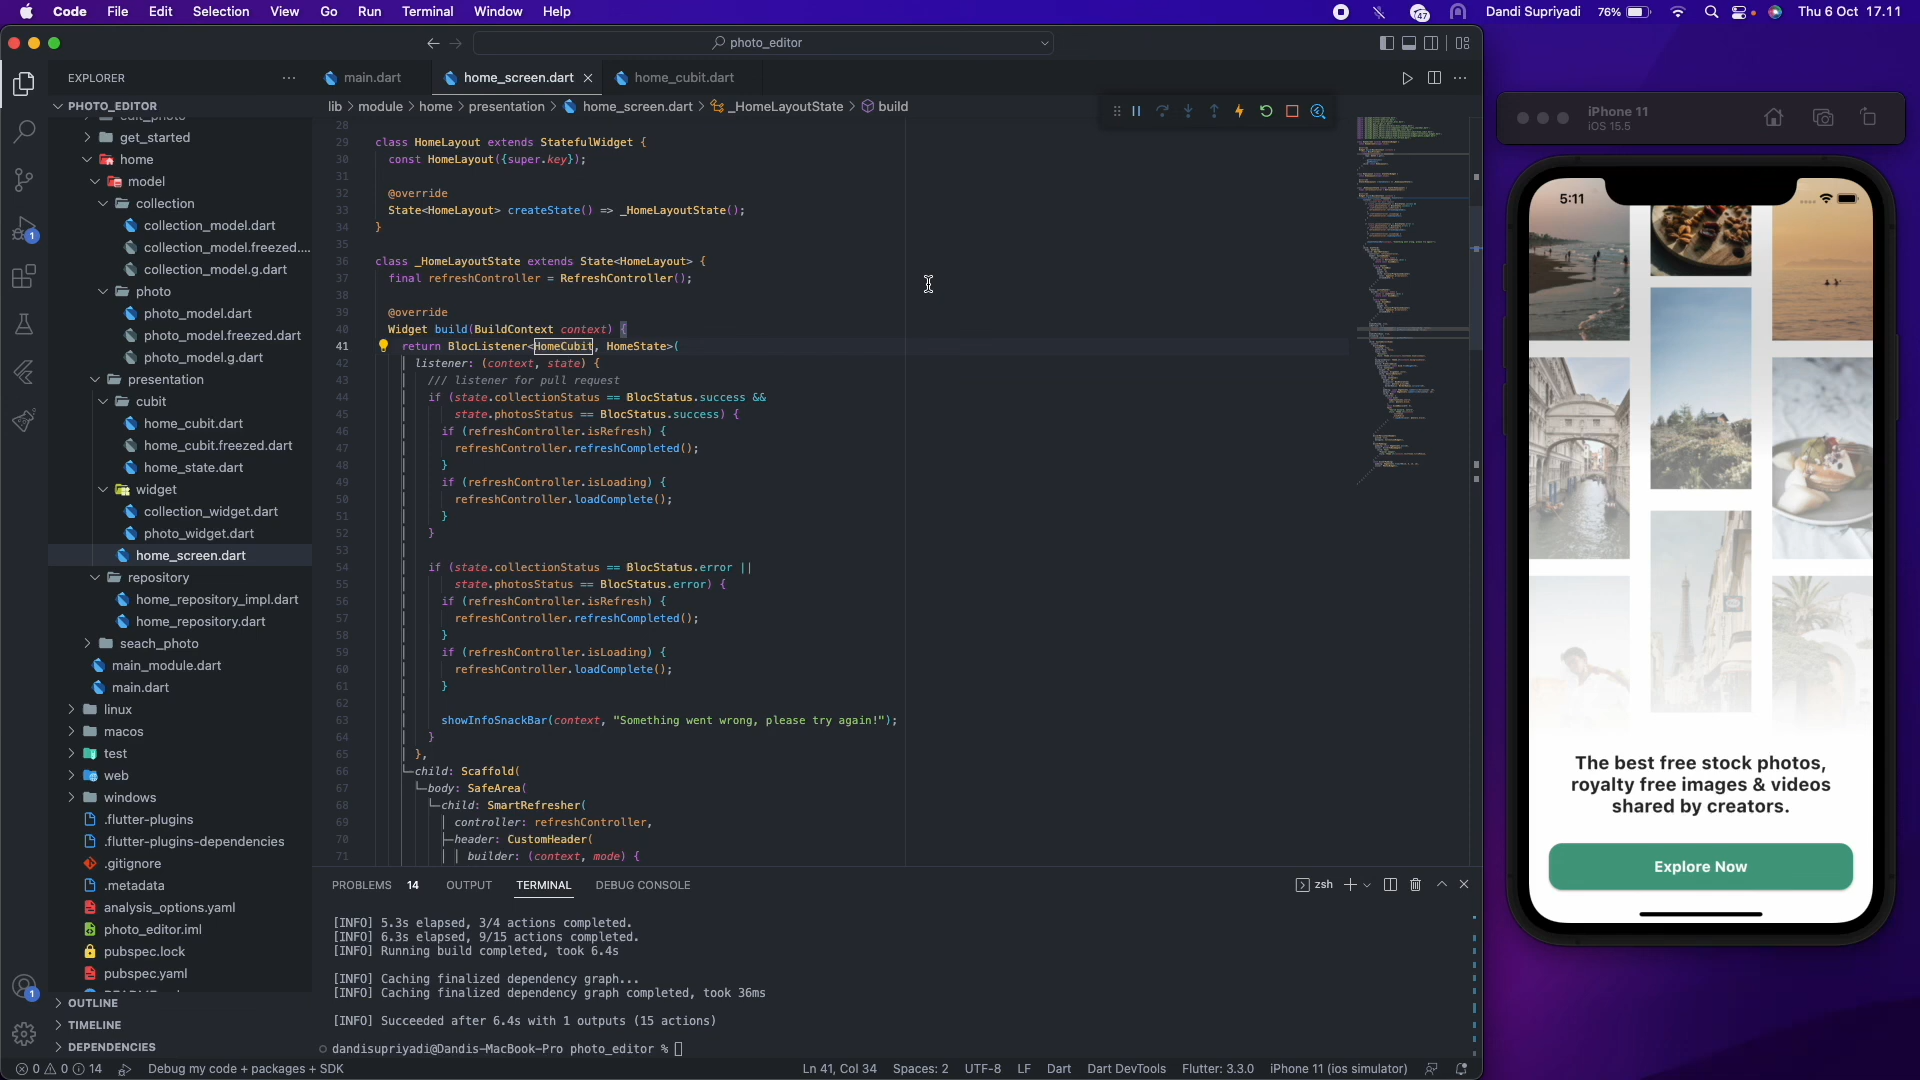 Code File Edit Selection View Go Run Terminal Window Help
47 Dandi Supriyadi 76% Thu 6 Oct 17.11
photo_editor
EXPLORER
main.dart
home_screen.dart
home_cubit.dart
PHOTO_EDITOR
lib > module > home > presentation > home_screen.dart > _HomeLayoutState > build
get_started
home
model
collection
collection_model.dart
collection_model.freezed....
collection_model.g.dart
photo
photo_model.dart
photo_model.freezed.dart
photo_model.g.dart
presentation
cubit
home_cubit.dart
home_cubit.freezed.dart
home_state.dart
widget
collection_widget.dart
photo_widget.dart
home_screen.dart
repository
home_repository_impl.dart
home_repository.dart
seach_photo
main_module.dart
main.dart
linux
macos
test
web
windows
.flutter-plugins
.flutter-plugins-dependencies
.gitignore
.metadata
analysis_options.yaml
photo_editor.iml
pubspec.lock
pubspec.yaml
OUTLINE
TIMELINE
DEPENDENCIES
1
1
28
29 class HomeLayout extends StatefulWidget {
30 const HomeLayout({super.key});
31
32 @override
33 State<HomeLayout> createState() => _HomeLayoutState();
34 }
35
36 class _HomeLayoutState extends State<HomeLayout> {
37 final refreshController = RefreshController();
38
39 @override
40 Widget build(BuildContext context) {
41 return BlocListener<HomeCubit, HomeState>(
42 listener: (context, state) {
43 /// listener for pull request
44 if (state.collectionStatus == BlocStatus.success &&
45 state.photosStatus == BlocStatus.success) {
46 if (refreshController.isRefresh) {
47 refreshController.refreshCompleted();
48 }
49 if (refreshController.isLoading) {
50 refreshController.loadComplete();
51 }
52 }
53
54 if (state.collectionStatus == BlocStatus.error ||
55 state.photosStatus == BlocStatus.error) {
56 if (refreshController.isRefresh) {
57 refreshController.refreshCompleted();
58 }
59 if (refreshController.isLoading) {
60 refreshController.loadComplete();
61 }
62
63 showInfoSnackBar(context, "Something went wrong, please try again!");
64 }
65 },
66 child: Scaffold(
67 body: SafeArea(
68 child: SmartRefresher(
69 controller: refreshController,
70 header: CustomHeader(
71 builder: (context, mode) {
PROBLEMS 14 OUTPUT TERMINAL DEBUG CONSOLE
zsh
[INFO] 5.3s elapsed, 3/4 actions completed.
[INFO] 6.3s elapsed, 9/15 actions completed.
[INFO] Running build completed, took 6.4s
[INFO] Caching finalized dependency graph...
[INFO] Caching finalized dependency graph completed, took 36ms
[INFO] Succeeded after 6.4s with 1 outputs (15 actions)
dandisupriyadi@Dandis-MacBook-Pro photo_editor %
0 0 14 Debug my code + packages + SDK
Ln 41, Col 34 Spaces: 2 UTF-8 LF Dart Dart DevTools Flutter: 3.3.0 iPhone 11 (ios simulator)
iPhone 11
iOS 15.5
5:11
The best free stock photos,
royalty free images & videos
shared by creators.
Explore Now